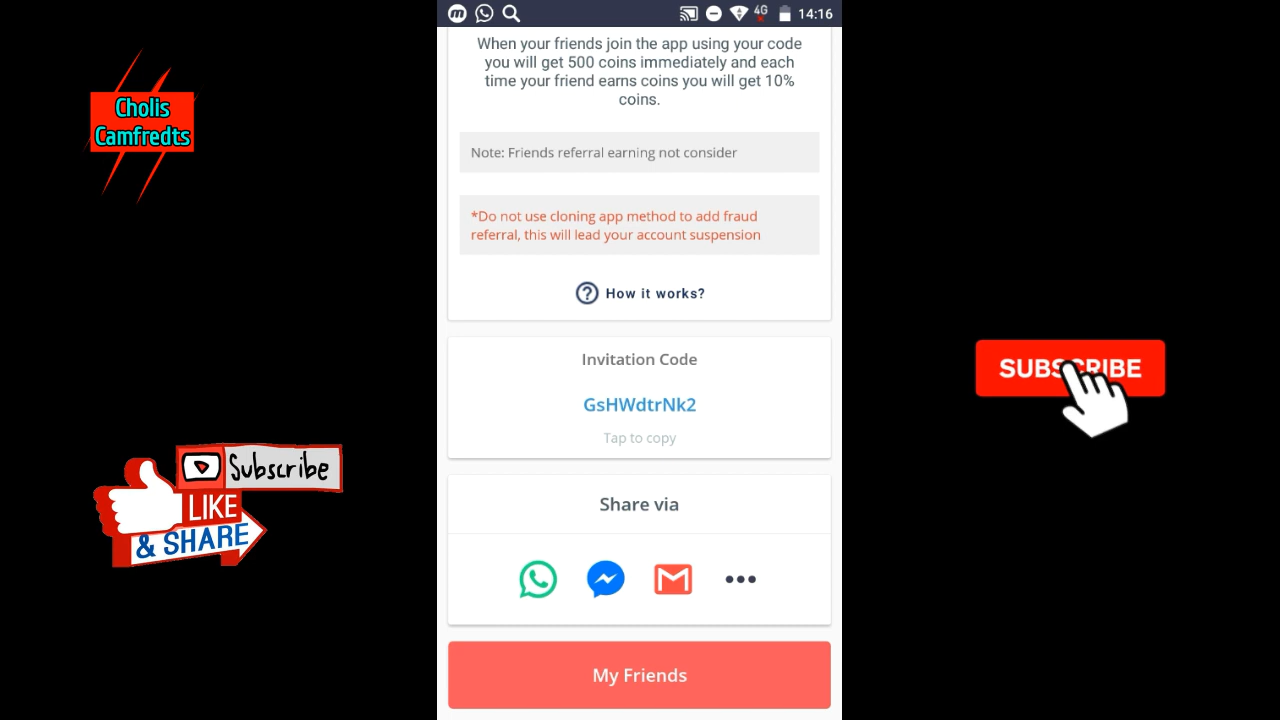 4G 14:16
Cholis
Camfredts
When your friends join the app using your code
you will get 500 coins immediately and each
time your friend earns coins you will get 10%
coins.
Note: Friends referral earning not consider
*Do not use cloning app method to add fraud
referral, this will lead your account suspension
How it works?
Invitation Code
GsHWdtrNk2
Tap to copy
SUBSCRIBE
Subscribe
LIKE
& SHARE
Share via
My Friends